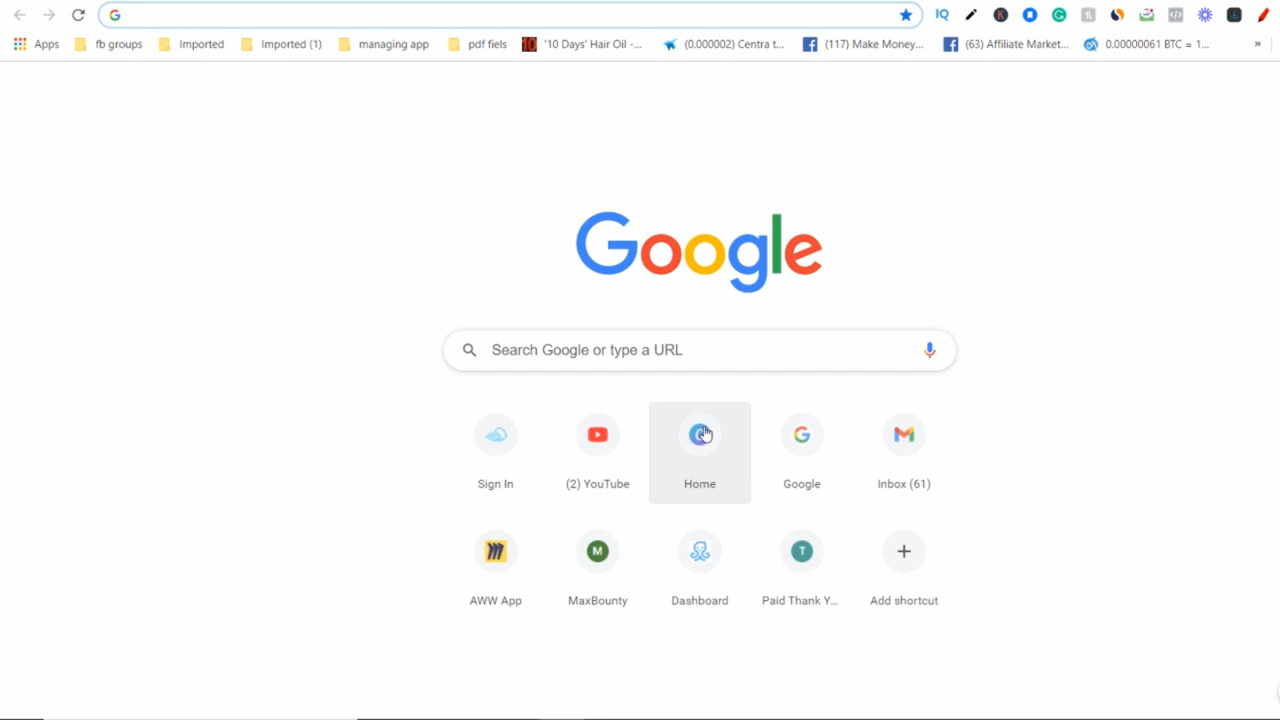 IQ
Apps fb groups Imported Imported (1) managing app pdf fiels '10 Days' Hair Oil -... (0.000052) Centra t... (117) Make Money... (63) Affiliate Market... 0.00000061 BTC = 1... »
Google
Search Google or type a URL
Sign In (2) YouTube Home Google Inbox (61)
M T
AWW App MaxBounty Dashboard Paid Thank Y... Add shortcut